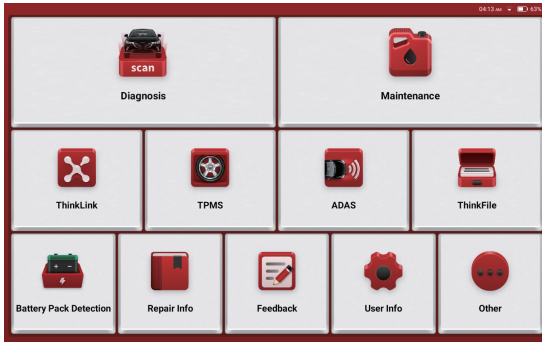 04:13 AM 63%
scan
Diagnosis
Maintenance
ThinkLink
TPMS
ADAS
ThinkFile
Battery Pack Detection
Repair Info
Feedback
User Info
Other